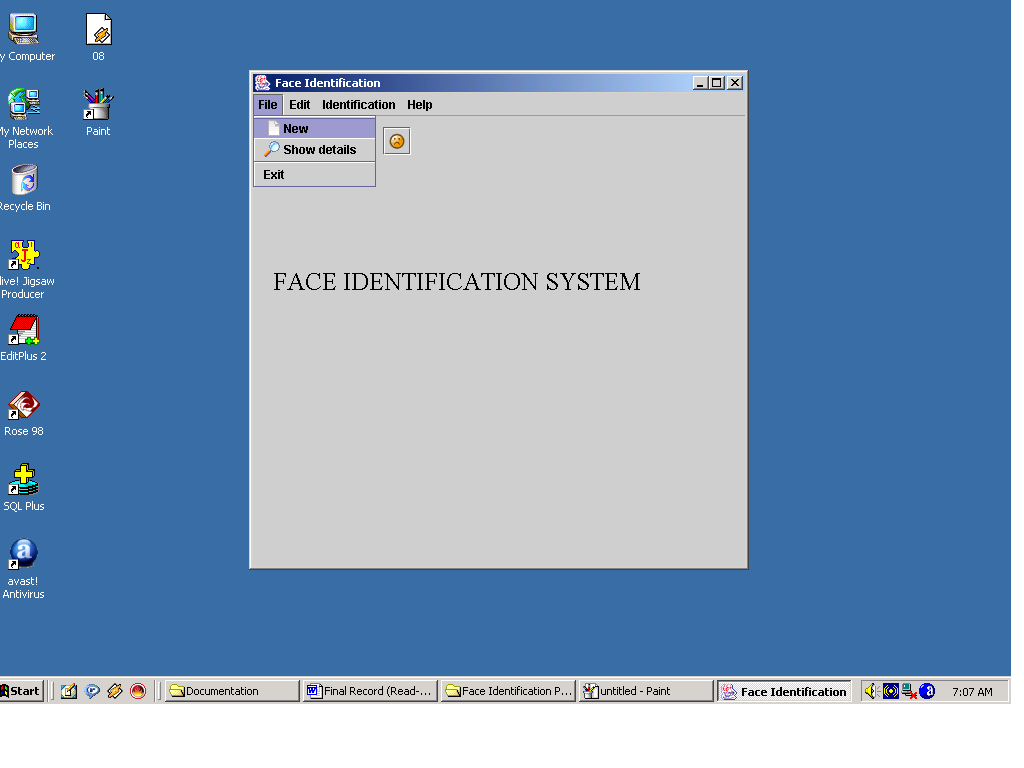 y Computer
08
My Network
Places
Paint
Recycle Bin
live! Jigsaw
Producer
EditPlus 2
Rose 98
SQL Plus
avast!
Antivirus
Face Identification
File Edit Identification Help
New
Show details
Exit
FACE IDENTIFICATION SYSTEM
Start
Documentation
Final Record (Read-...
Face Identification P...
untitled - Paint
Face Identification
7:07 AM